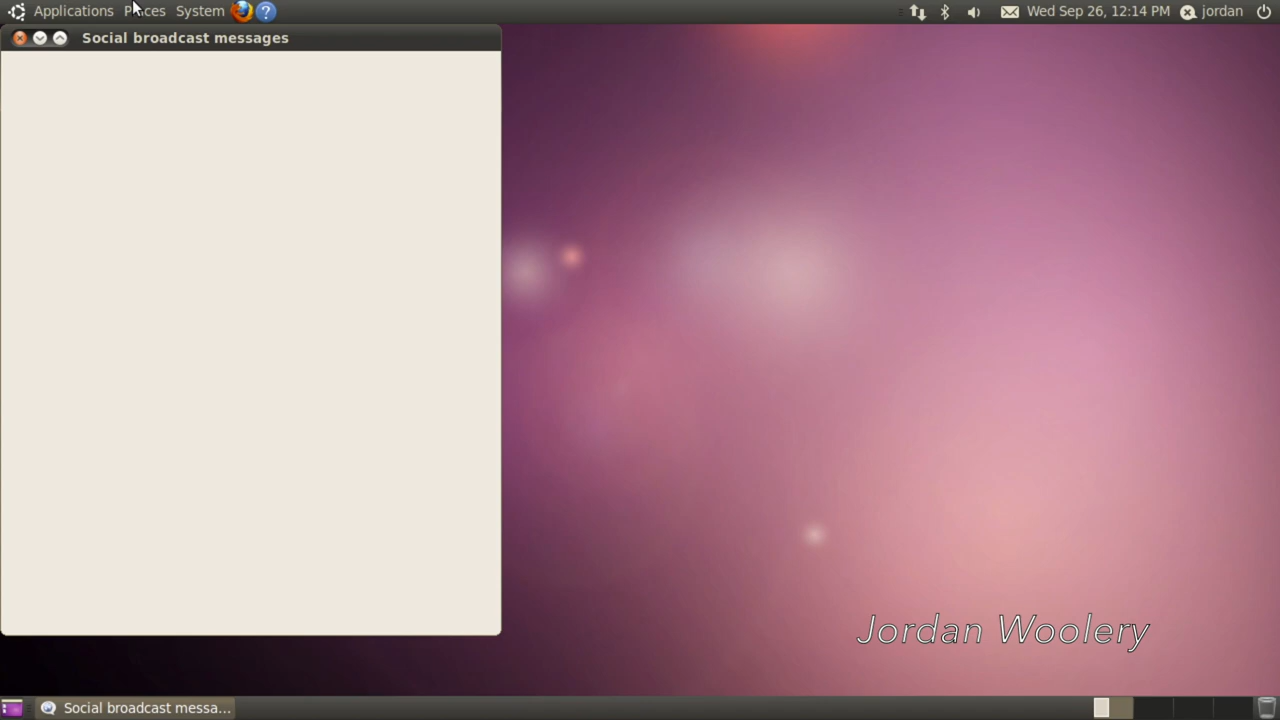 Applications Places System ? Wed Sep 26, 12:14 PM jordan
Social broadcast messages
Jordan Woolery
Social broadcast messa...